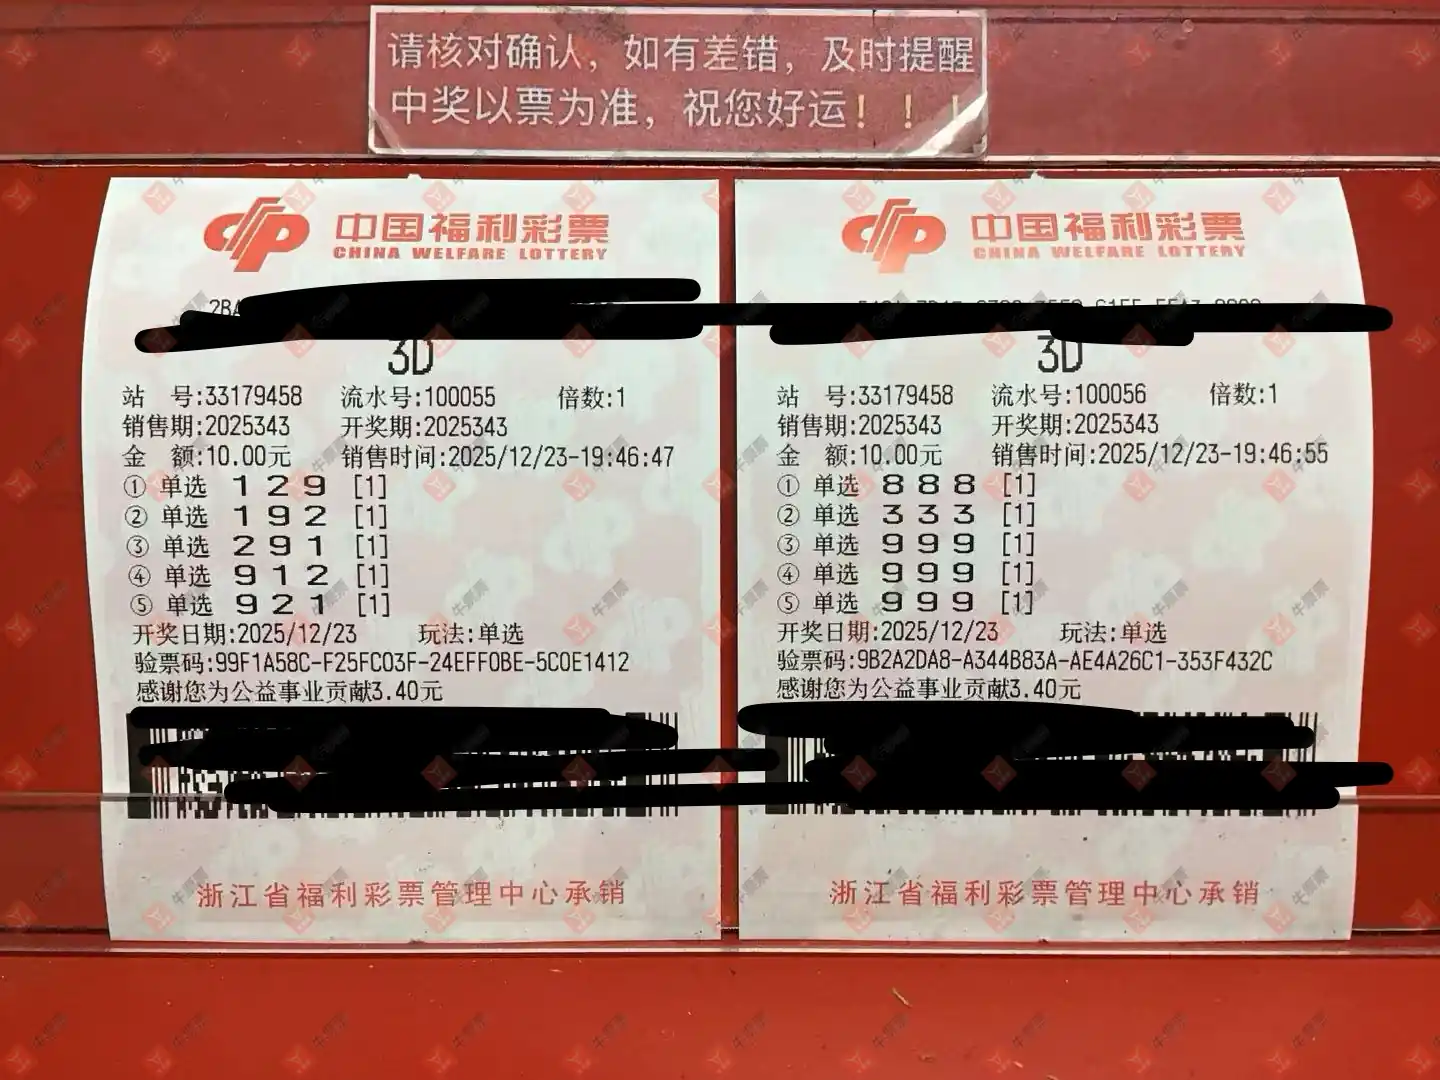 请核对确认，如有差错，及时提醒
中奖以票为准，祝您好运！！！
中国福利彩票
CHINA WELFARE LOTTERY
3D
站 号:33179458 流水号:100055 倍数:1
销售期:2025343 开奖期:2025343
金 额:10.00元 销售时间:2025/12/23-19:46:47
① 单选 1 2 9 [1]
② 单选 1 9 2 [1]
③ 单选 2 9 1 [1]
④ 单选 9 1 2 [1]
⑤ 单选 9 2 1 [1]
开奖日期:2025/12/23 玩法:单选
验票码:99F1A58C-F25FC03F-24EFF0BE-5C0E1412
感谢您为公益事业贡献3.40元
浙江省福利彩票管理中心承销
中国福利彩票
CHINA WELFARE LOTTERY
3D
站 号:33179458 流水号:100056 倍数:1
销售期:2025343 开奖期:2025343
金 额:10.00元 销售时间:2025/12/23-19:46:55
① 单选 8 8 8 [1]
② 单选 3 3 3 [1]
③ 单选 9 9 9 [1]
④ 单选 9 9 9 [1]
⑤ 单选 9 9 9 [1]
开奖日期:2025/12/23 玩法:单选
验票码:9B2A2DA8-A344B83A-AE4A26C1-353F432C
感谢您为公益事业贡献3.40元
浙江省福利彩票管理中心承销